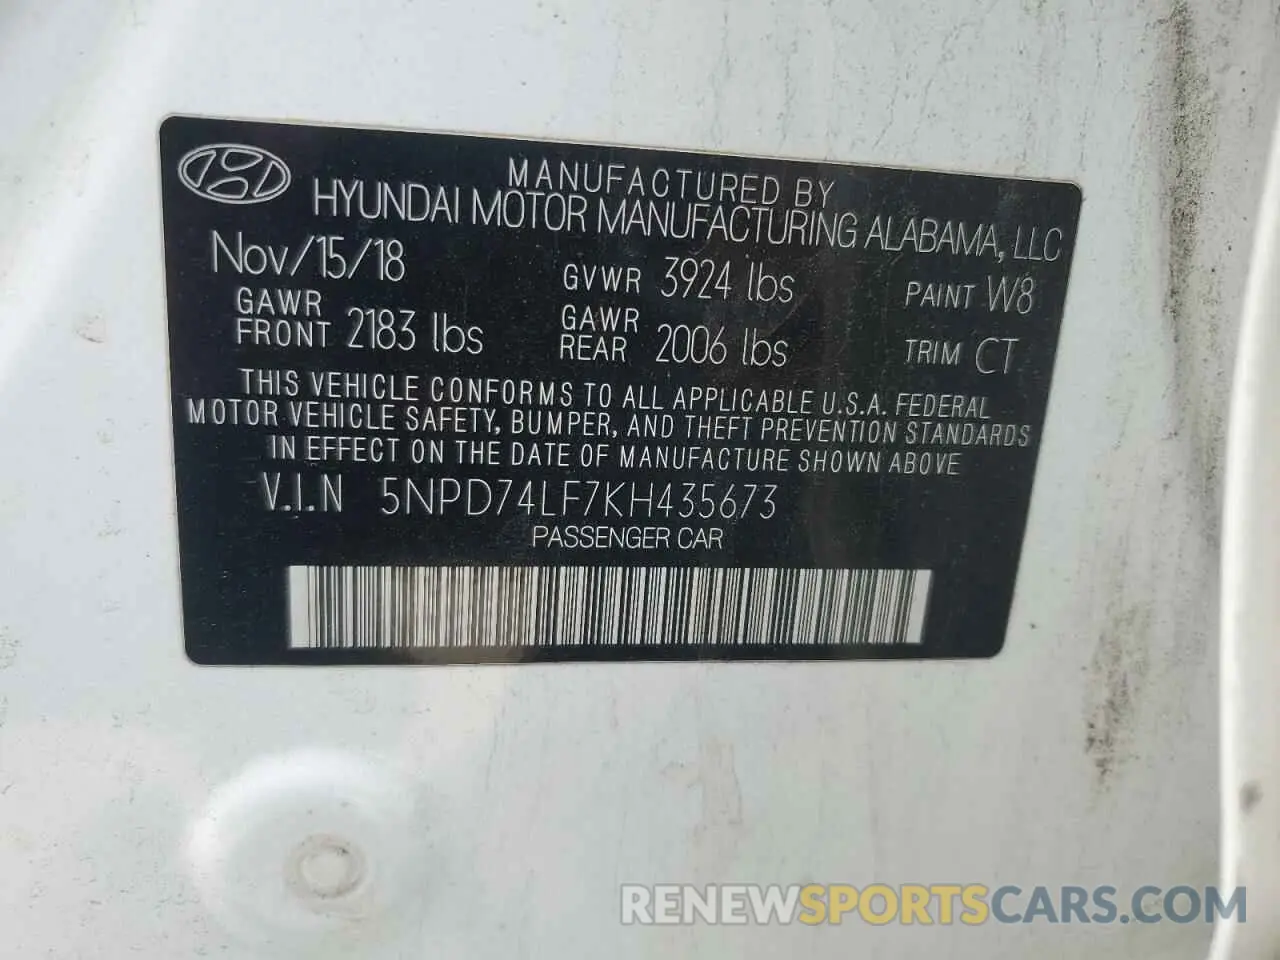 MANUFACTURED BY
HYUNDAI MOTOR MANUFACTURING ALABAMA, LLC
Nov/15/18 GVWR 3924 lbs PAINT W8
GAWR FRONT 2183 lbs GAWR REAR 2006 lbs TRIM CT
THIS VEHICLE CONFORMS TO ALL APPLICABLE U.S.A. FEDERAL
MOTOR VEHICLE SAFETY, BUMPER, AND THEFT PREVENTION STANDARDS
IN EFFECT ON THE DATE OF MANUFACTURE SHOWN ABOVE
V.I.N 5NPD74LF7KH435673
PASSENGER CAR
RENEWSPORTSCARS.COM